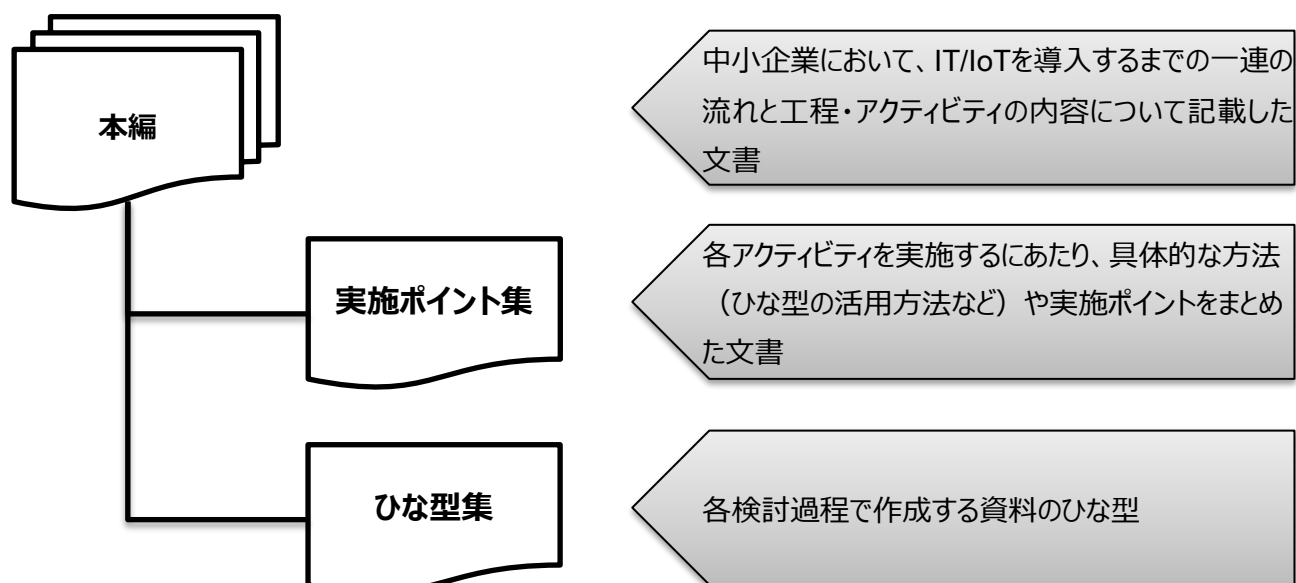 本編
中小企業において、IT/IoTを導入するまでの一連の
流れと工程・アクティビティの内容について記載した
文書
実施ポイント集
各アクティビティを実施するにあたり、具体的な方法
（ひな型の活用方法など）や実施ポイントをまとめ
た文書
ひな型集
各検討過程で作成する資料のひな型